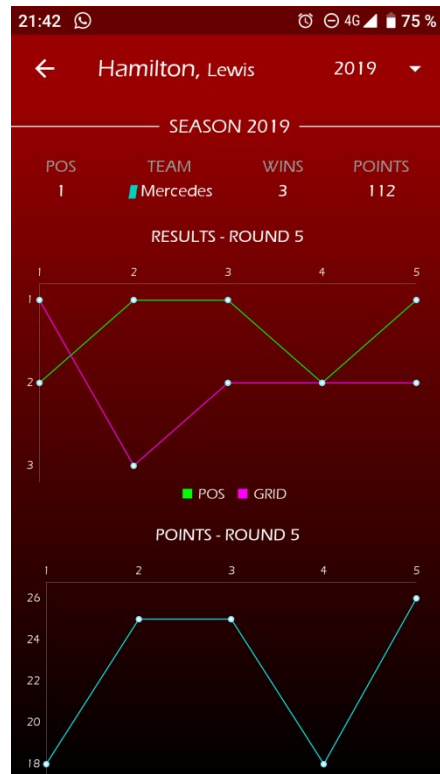 21:42 4G 75 %
Hamilton, Lewis 2019
SEASON 2019
POS TEAM WINS POINTS
1 Mercedes 3 112
RESULTS - ROUND 5
1 2 3 4 5
1
2
3
POS GRID
POINTS - ROUND 5
1 2 3 4 5
26
24
22
20
18